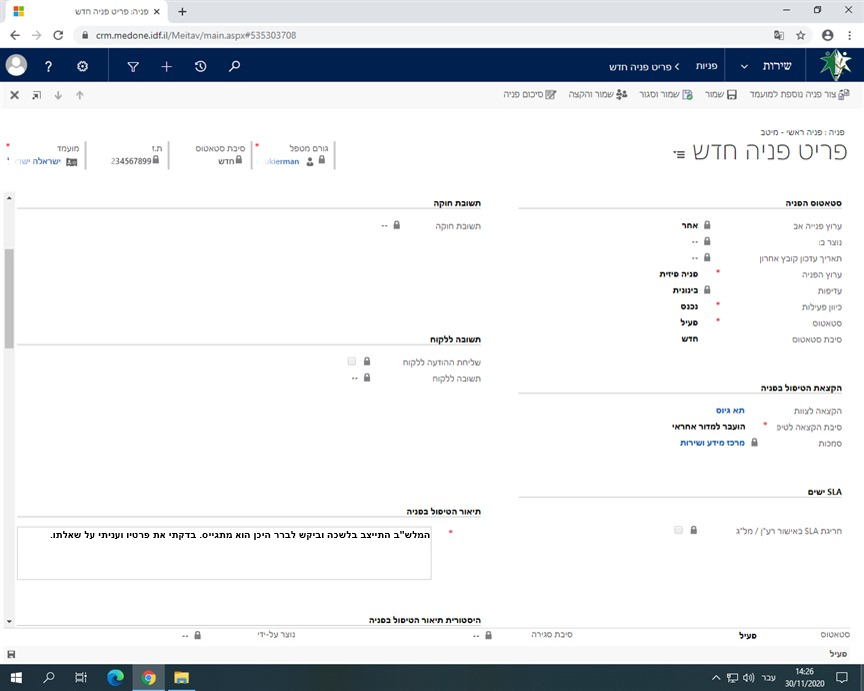 פניה: פריט פניה חדש
crm.medone.idf.il/Meitav/main.aspx#535303708
שירות
פניות
פריט פניה חדש
צור פניה נוספת למועמד
שמור
שמור וסגור
שמור והקצה
סיכום פניה
פניה : פניה ראשי - מיטב
פריט פניה חדש
גורם מטפל
ukierman
סיבת סטאטוס
חדש
ת.ז
234567899
מועמד
ישראלה ישר
סטאטוס הפניה
ערוץ פנייה אב
אחר
נוצר ב:
--
תאריך עדכון קובץ אחרון
--
ערוץ הפניה
* פניה פיזית
עדיפות
בינונית
כיוון פעילות
* נכנס
סטאטוס
* פעיל
סיבת סטאטוס
חדש
הקצאת הטיפול בפניה
הקצאה לצוות
תא גיוס
סיבת הקצאה לטיפ
* הועבר למדור אחראי
סמכות
מרכז מידע ושירות
SLA ישים
חריגת SLA באישור רע"ן / מל"ג
תשובת חוקה
תשובת חוקה
--
תשובה ללקוח
שליחת ההודעה ללקוח
תשובה ללקוח
--
תיאור הטיפול בפניה
*
המלש"ב התייצב בלשכה וביקש לברר היכן הוא מתגייס. בדקתי את פרטיו ועניתי על שאלתו.
היסטורית תיאור הטיפול בפניה
סטאטוס
פעיל
סיבת סגירה
--
נוצר על-ידי
--
פעיל
עבר
14:26
30/11/2020